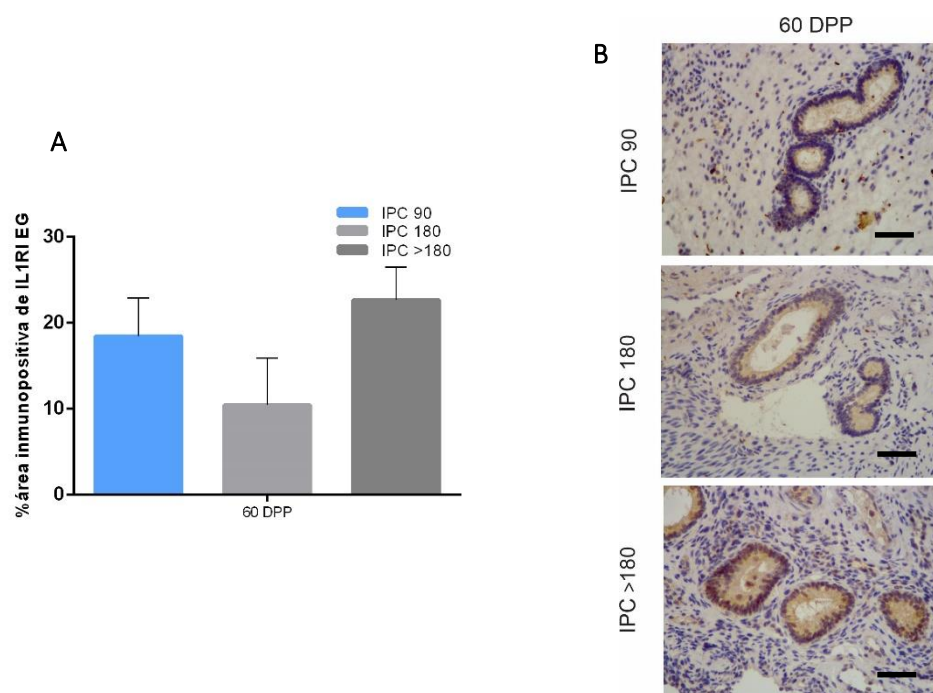 A
% área inmunopositiva de IL1RI EG
IPC 90
IPC 180
IPC >180
30
20
10
0
60 DPP
B
60 DPP
IPC 90
IPC 180
IPC >180